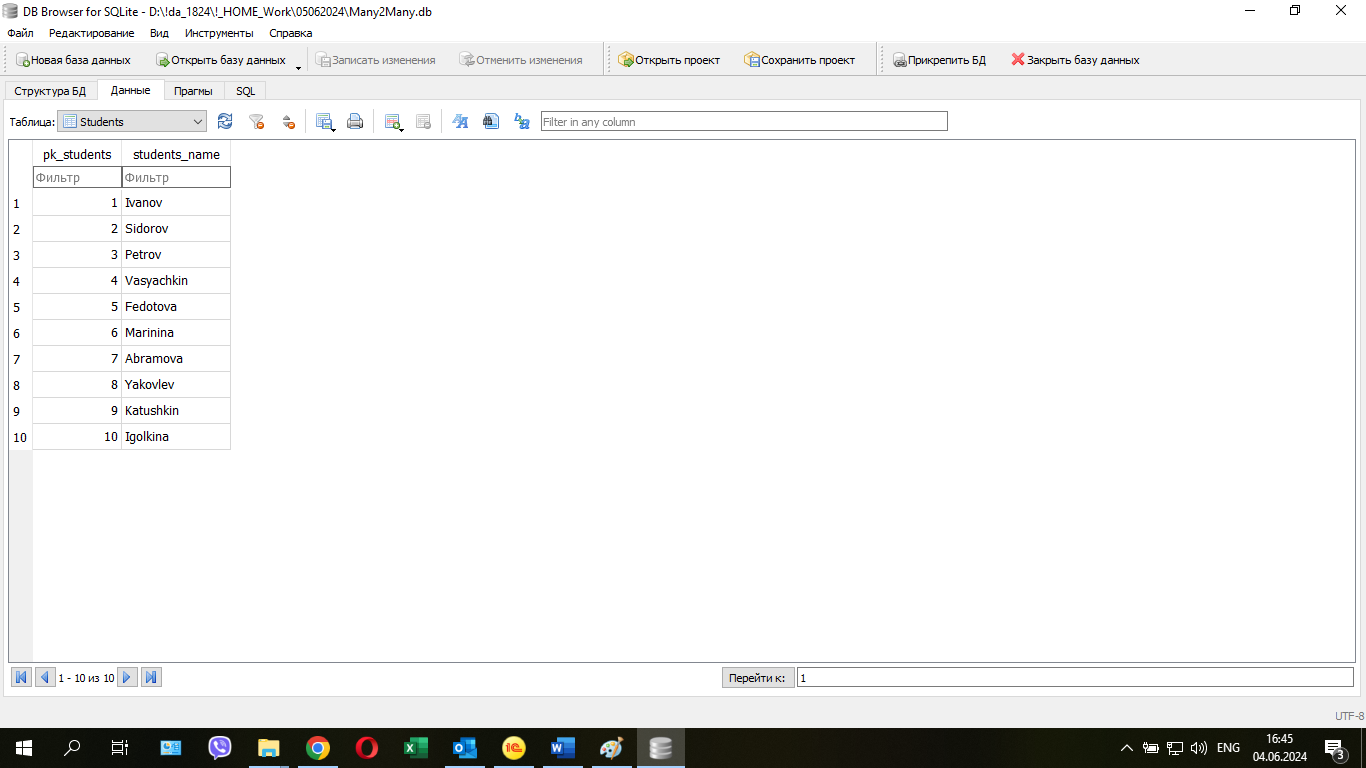 DB Browser for SQLite - D:\!da_1824\!_HOME_Work\05062024\Many2Many.db
Файл Редактирование Вид Инструменты Справка
Новая база данных Открыть базу данных Записать изменения Отменить изменения Открыть проект Сохранить проект Прикрепить БД Закрыть базу данных
Структура БД Данные Прагмы SQL
Таблица: Students Filter in any column
pk_students students_name
Фильтр Фильтр
1 1 Ivanov
2 2 Sidorov
3 3 Petrov
4 4 Vasyachkin
5 5 Fedotova
6 6 Marinina
7 7 Abramova
8 8 Yakovlev
9 9 Katushkin
10 10 Igolkina
1 - 10 из 10 Перейти к: 1
UTF-8
16:45
ENG
04.06.2024
3